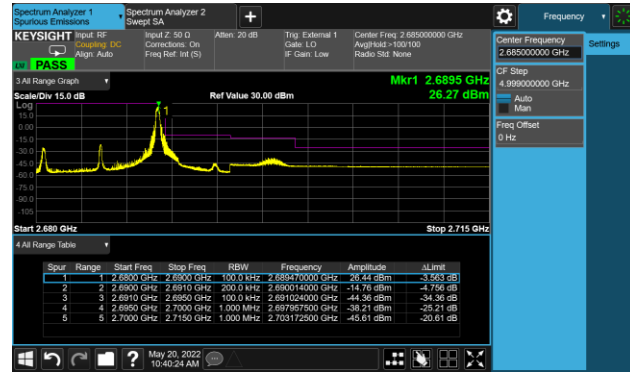 Spectrum Analyzer 1
Spurious Emissions
Spectrum Analyzer 2
Swept SA
Frequency
KEYSIGHT
Input: RF
Coupling: DC
Align: Auto
Input Z: 50 Ω
Corrections: On
Freq Ref: Int (S)
Atten: 20 dB
Trig: External 1
Gate: LO
IF Gain: Low
Center Freq: 2.685000000 GHz
Avg|Hold:>100/100
Radio Std: None
LV PASS
Center Frequency
2.685000000 GHz
Settings
CF Step
4.999000000 GHz
Auto
Man
Freq Offset
0 Hz
3.All Range Graph
Mkr1 2.6895 GHz
Scale/Div 15.0 dB
Ref Value 30.00 dBm
26.27 dBm
Log
1
15.0
0.00
-15.0
-30.0
-45.0
-60.0
-75.0
-90.0
-105
Start 2.680 GHz
Stop 2.715 GHz
4.All Range Table
Spur Range Start Freq Stop Freq RBW Frequency Amplitude ΔLimit
1 1 2.6800 GHz 2.6900 GHz 100.0 kHz 2.689470000 GHz 26.44 dBm -3.563 dB
2 2 2.6900 GHz 2.6910 GHz 200.0 kHz 2.690014000 GHz -14.76 dBm -4.756 dB
3 3 2.6910 GHz 2.6950 GHz 100.0 kHz 2.691024000 GHz -44.36 dBm -34.36 dB
4 4 2.6950 GHz 2.7000 GHz 1.000 MHz 2.697957500 GHz -38.21 dBm -25.21 dB
5 5 2.7000 GHz 2.7150 GHz 1.000 MHz 2.703172500 GHz -45.61 dBm -20.61 dB
May 20, 2022
10:40:24 AM